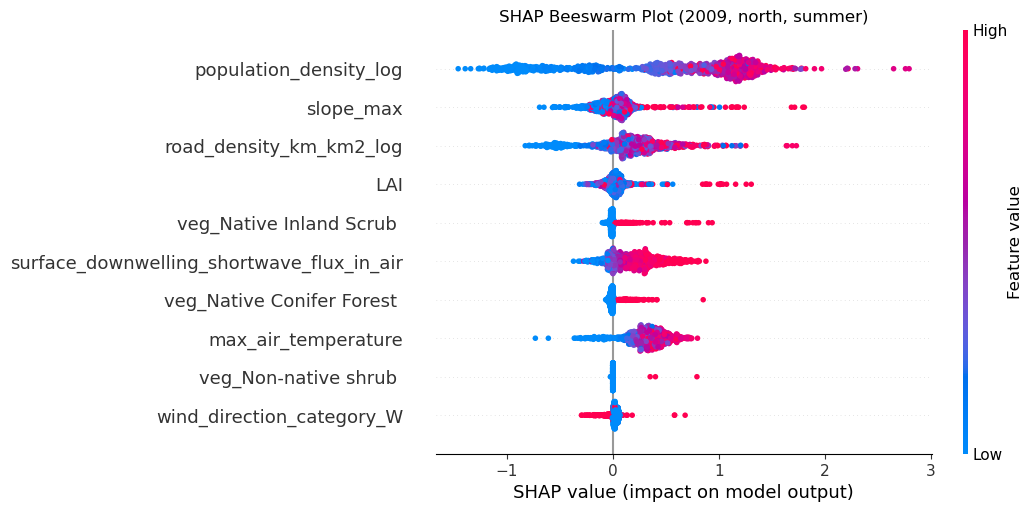 SHAP Beeswarm Plot (2009, north, summer)
population_density_log
slope_max
road_density_km_km2_log
LAI
veg_Native Inland Scrub
surface_downwelling_shortwave_flux_in_air
veg_Native Conifer Forest
max_air_temperature
veg_Non-native shrub
wind_direction_category_W
−1 0 1 2 3
SHAP value (impact on model output)
High
Feature value
Low